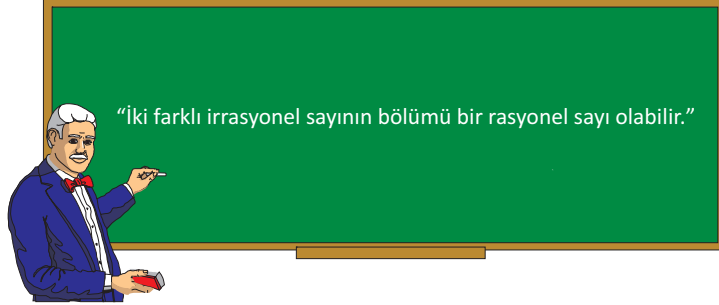 “İki farklı irrasyonel sayının bölümü bir rasyonel sayı olabilir.”